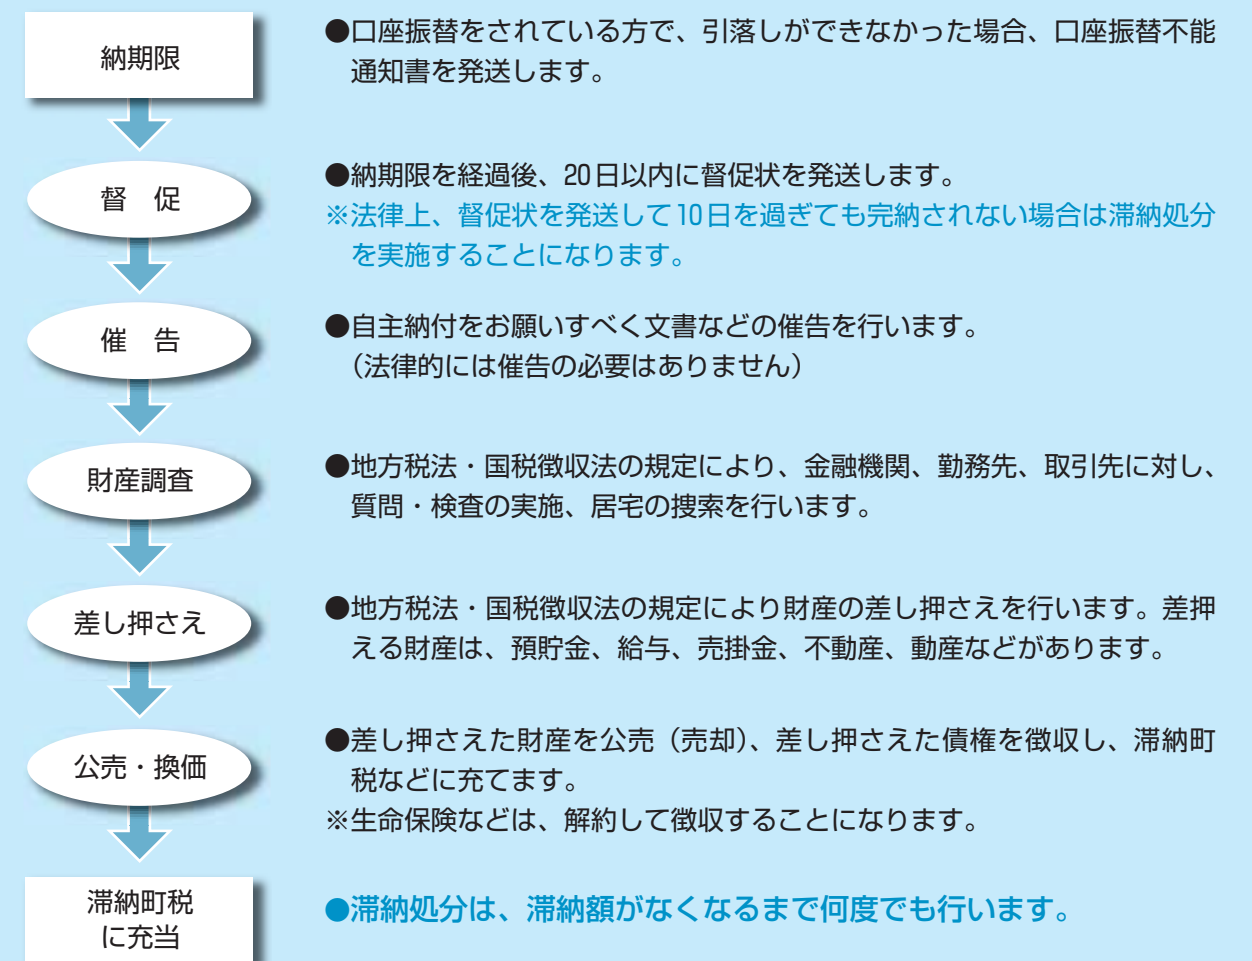 納期限
●口座振替をされている方で、引落しができなかった場合、口座振替不能
通知書を発送します。
督　促
●納期限を経過後、20日以内に督促状を発送します。
※法律上、督促状を発送して10日を過ぎても完納されない場合は滞納処分
を実施することになります。
催　告
●自主納付をお願いすべく文書などの催告を行います。
（法律的には催告の必要はありません）
財産調査
●地方税法・国税徴収法の規定により、金融機関、勤務先、取引先に対し、
質問・検査の実施、居宅の捜索を行います。
差し押さえ
●地方税法・国税徴収法の規定により財産の差し押さえを行います。差押
える財産は、預貯金、給与、売掛金、不動産、動産などがあります。
公売・換価
●差し押さえた財産を公売（売却）、差し押さえた債権を徴収し、滞納町
税などに充てます。
※生命保険などは、解約して徴収することになります。
滞納町税
に充当
●滞納処分は、滞納額がなくなるまで何度でも行います。